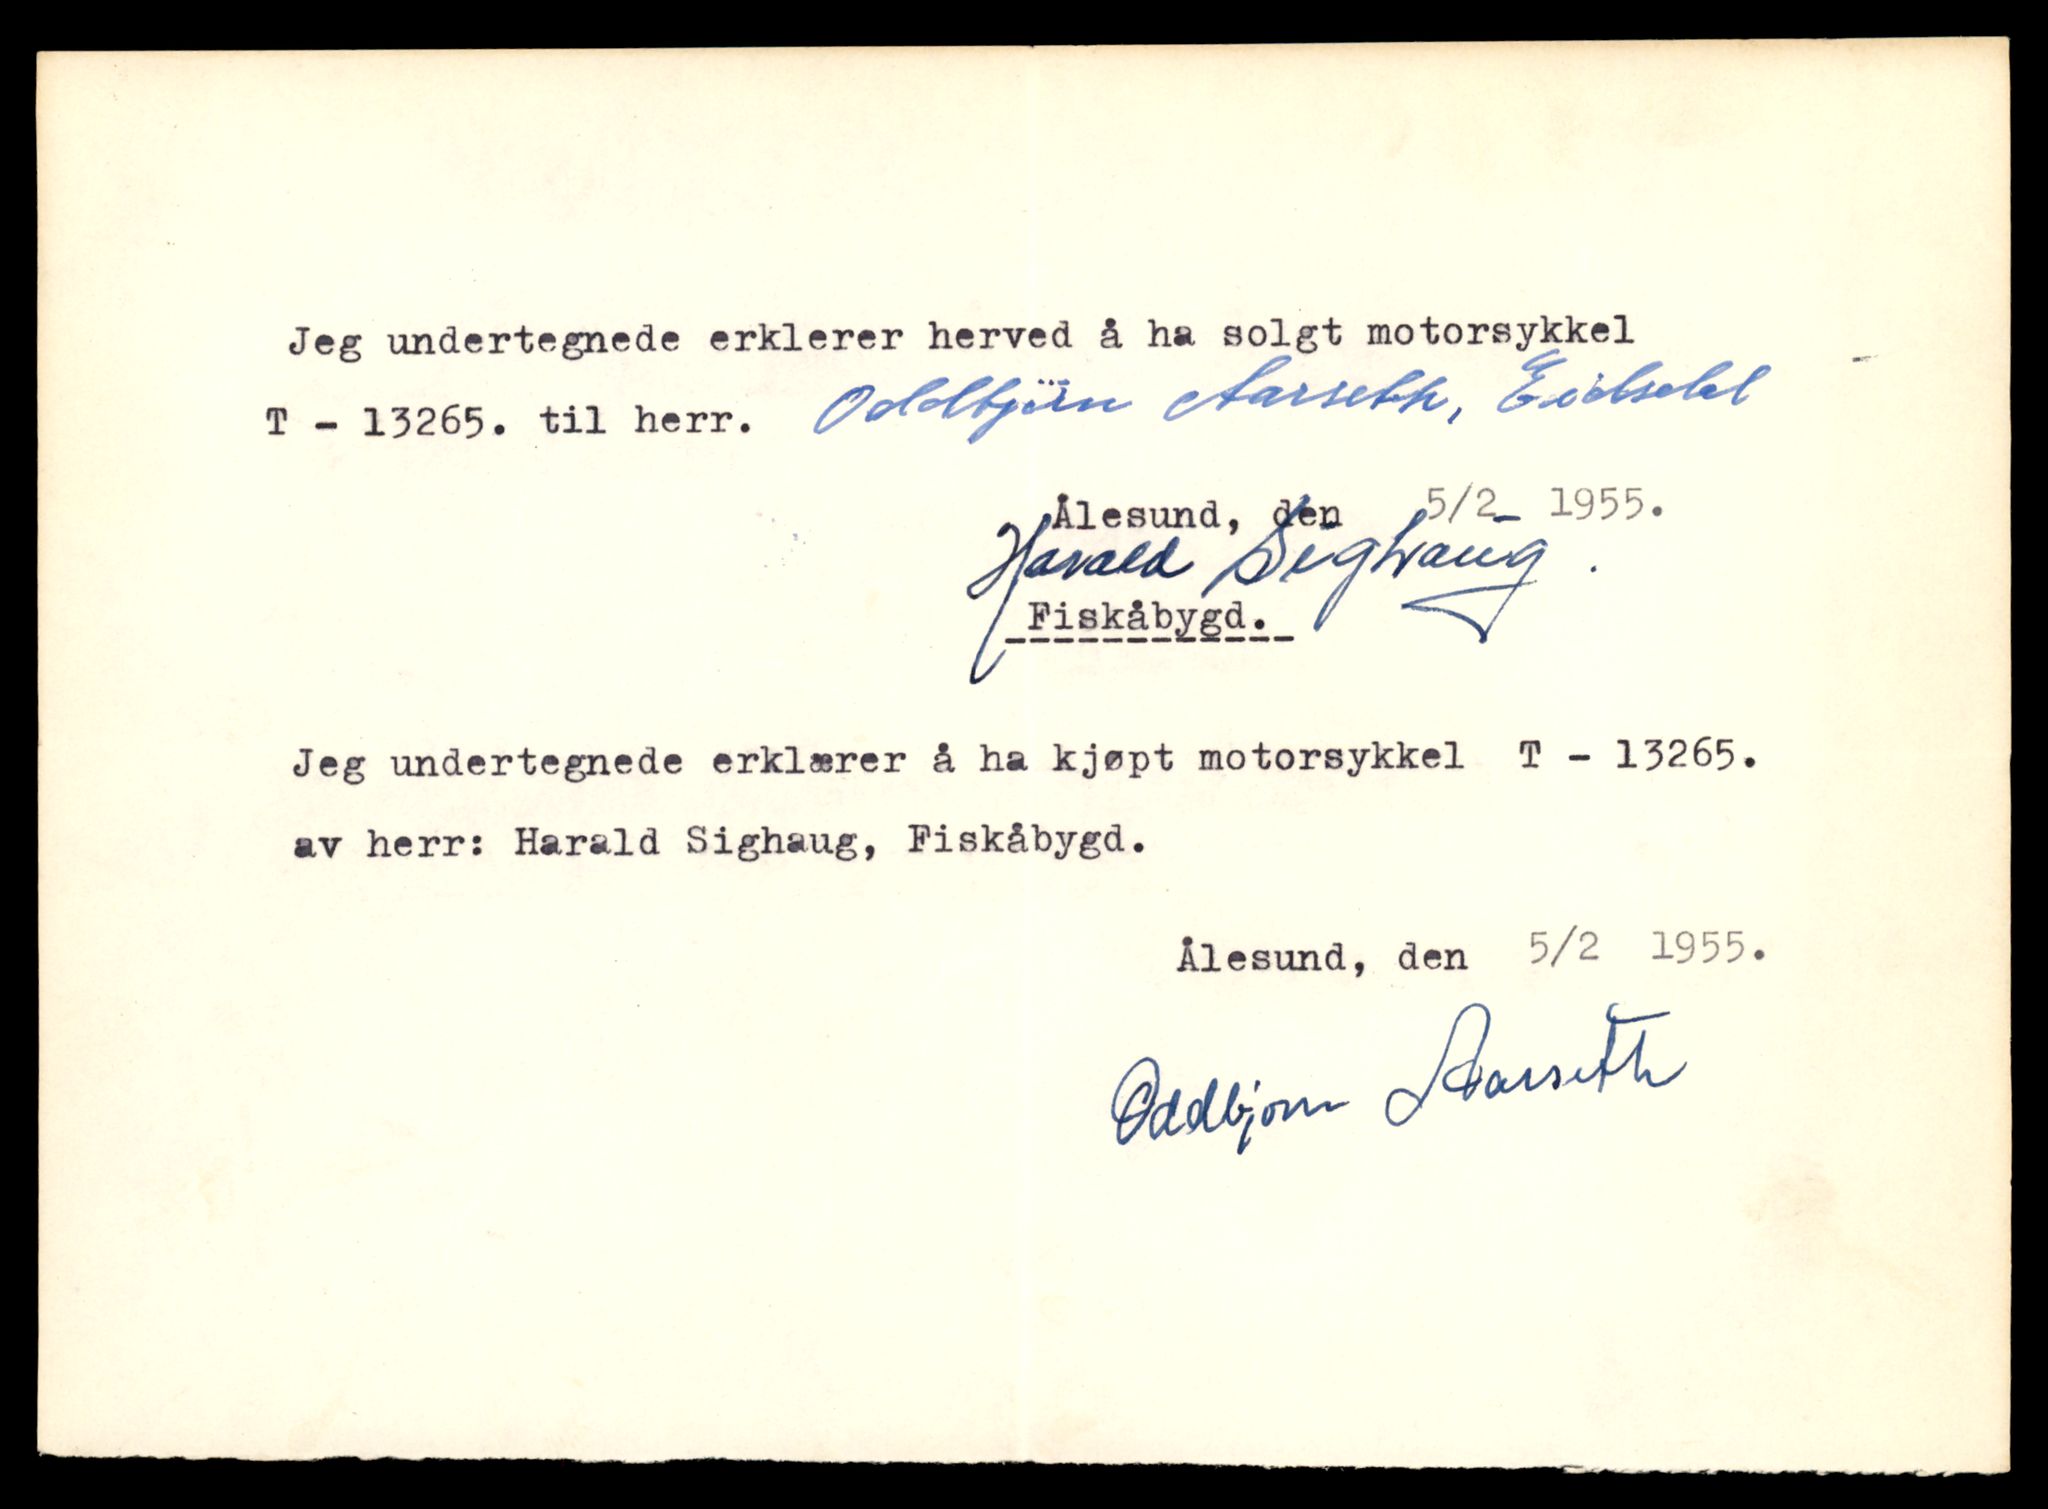 Jeg undertegnede erklerer herved å ha solgt motorsykkel
T - 13265. til herr. Oddbjörn Aarseth, Eidsdal
Ålesund, den 5/2 1955.
Harald Sighaug.
Fiskåbygd.
Jeg undertegnede erklærer å ha kjøpt motorsykkel T - 13265.
av herr: Harald Sighaug, Fiskåbygd.
Ålesund, den 5/2 1955.
Oddbjorn Aarseth